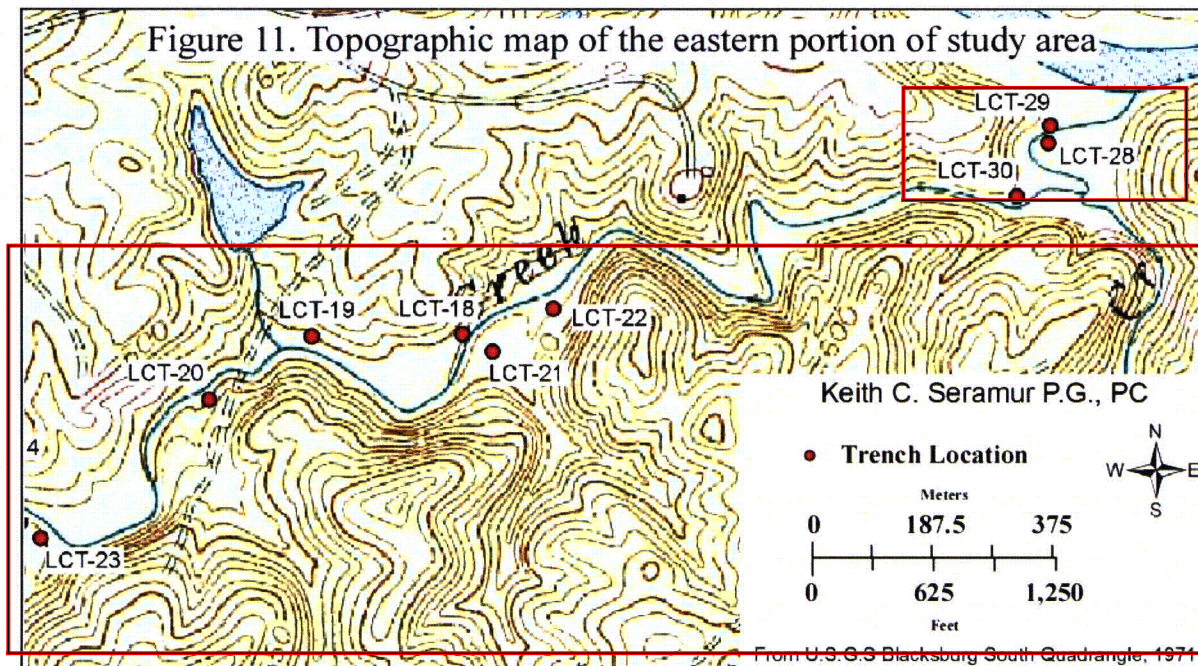 Figure 11. Topographic map of the eastern portion of study area
LCT-29
LCT-28
LCT-30
reek
LCT-19
LCT-18
LCT-22
LCT-20
LCT-21
4
LCT-23
Keith C. Seramur P.G., PC
Trench Location
N
W E
S
Meters
0 187.5 375
0 625 1,250
Feet
From U.S.G.S Blacksburg South Quadrangle, 1971